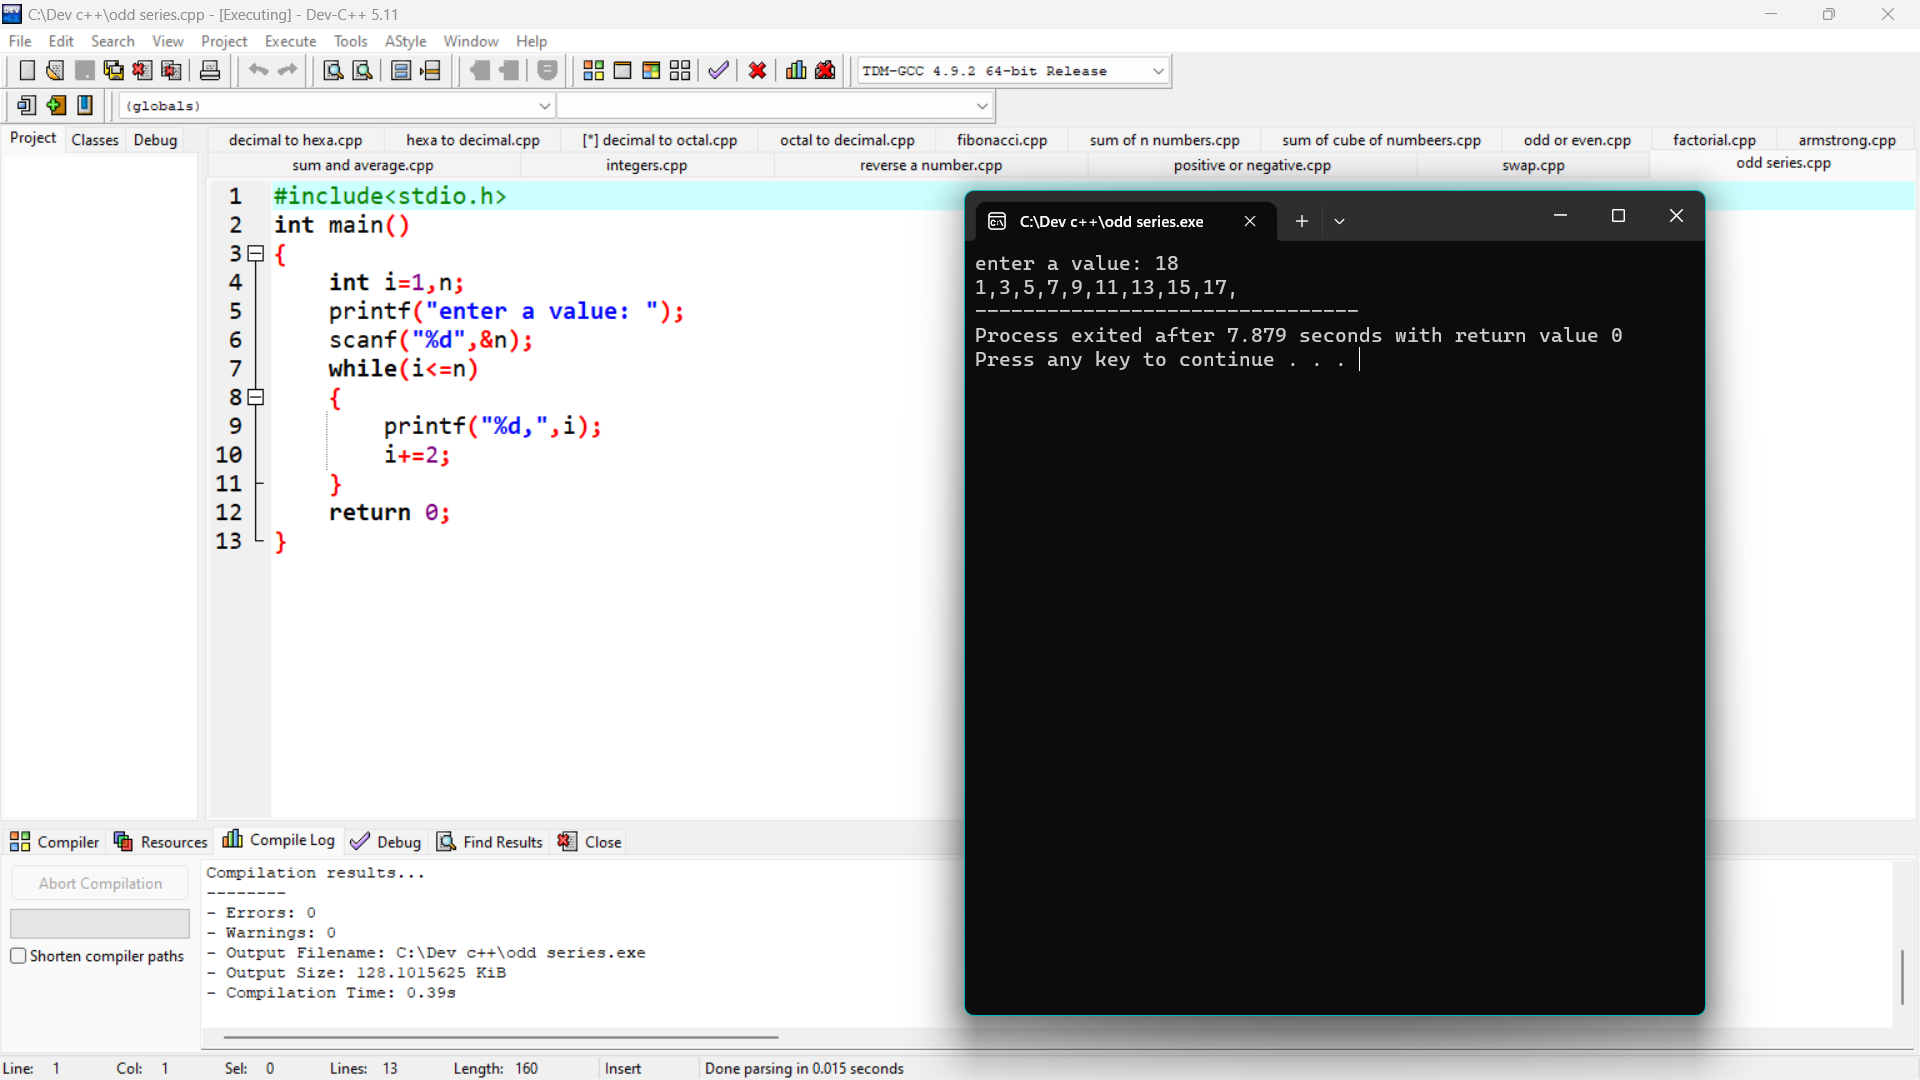 C:\Dev c++\odd series.cpp - [Executing] - Dev-C++ 5.11
File Edit Search View Project Execute Tools AStyle Window Help
TDM-GCC 4.9.2 64-bit Release
(globals)
Project Classes Debug
decimal to hexa.cpp hexa to decimal.cpp [*] decimal to octal.cpp octal to decimal.cpp fibonacci.cpp sum of n numbers.cpp sum of cube of numbeers.cpp odd or even.cpp factorial.cpp armstrong.cpp
sum and average.cpp integers.cpp reverse a number.cpp positive or negative.cpp swap.cpp odd series.cpp
1 #include<stdio.h>
2 int main()
3 {
4 int i=1,n;
5 printf("enter a value: ");
6 scanf("%d",&n);
7 while(i<=n)
8 {
9 printf("%d,",i);
10 i+=2;
11 }
12 return 0;
13 }
C:\Dev c++\odd series.exe
enter a value: 18
1,3,5,7,9,11,13,15,17,
--------------------------------
Process exited after 7.879 seconds with return value 0
Press any key to continue . . .
Compiler Resources Compile Log Debug Find Results Close
Abort Compilation
Shorten compiler paths
Compilation results...
--------
- Errors: 0
- Warnings: 0
- Output Filename: C:\Dev c++\odd series.exe
- Output Size: 128.1015625 KiB
- Compilation Time: 0.39s
Line: 1 Col: 1 Sel: 0 Lines: 13 Length: 160 Insert Done parsing in 0.015 seconds